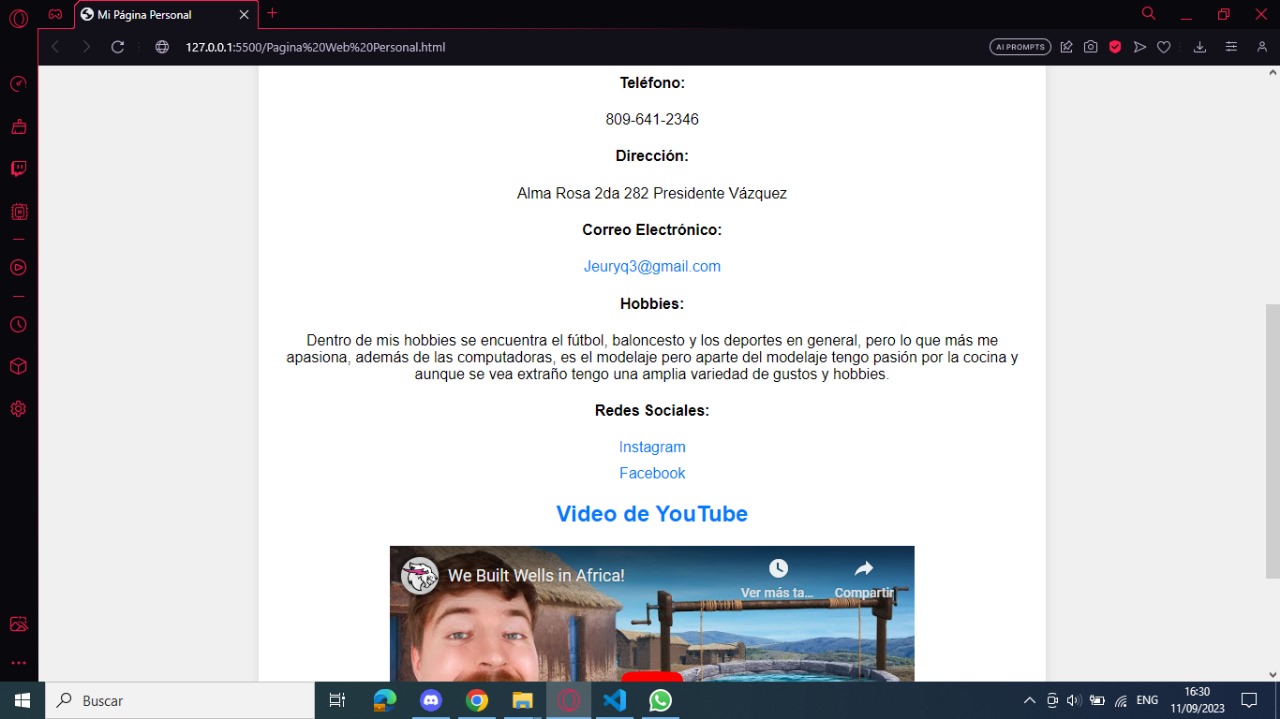 Mi Página Personal
127.0.0.1:5500/Pagina%20Web%20Personal.html
AI PROMPTS
Teléfono:
809-641-2346
Dirección:
Alma Rosa 2da 282 Presidente Vázquez
Correo Electrónico:
Jeuryq3@gmail.com
Hobbies:
Dentro de mis hobbies se encuentra el fútbol, baloncesto y los deportes en general, pero lo que más me
apasiona, además de las computadoras, es el modelaje pero aparte del modelaje tengo pasión por la cocina y
aunque se vea extraño tengo una amplia variedad de gustos y hobbies.
Redes Sociales:
Instagram
Facebook
Video de YouTube
We Built Wells in Africa!
Ver más ta...
Compartir
Buscar
ENG
16:30
11/09/2023